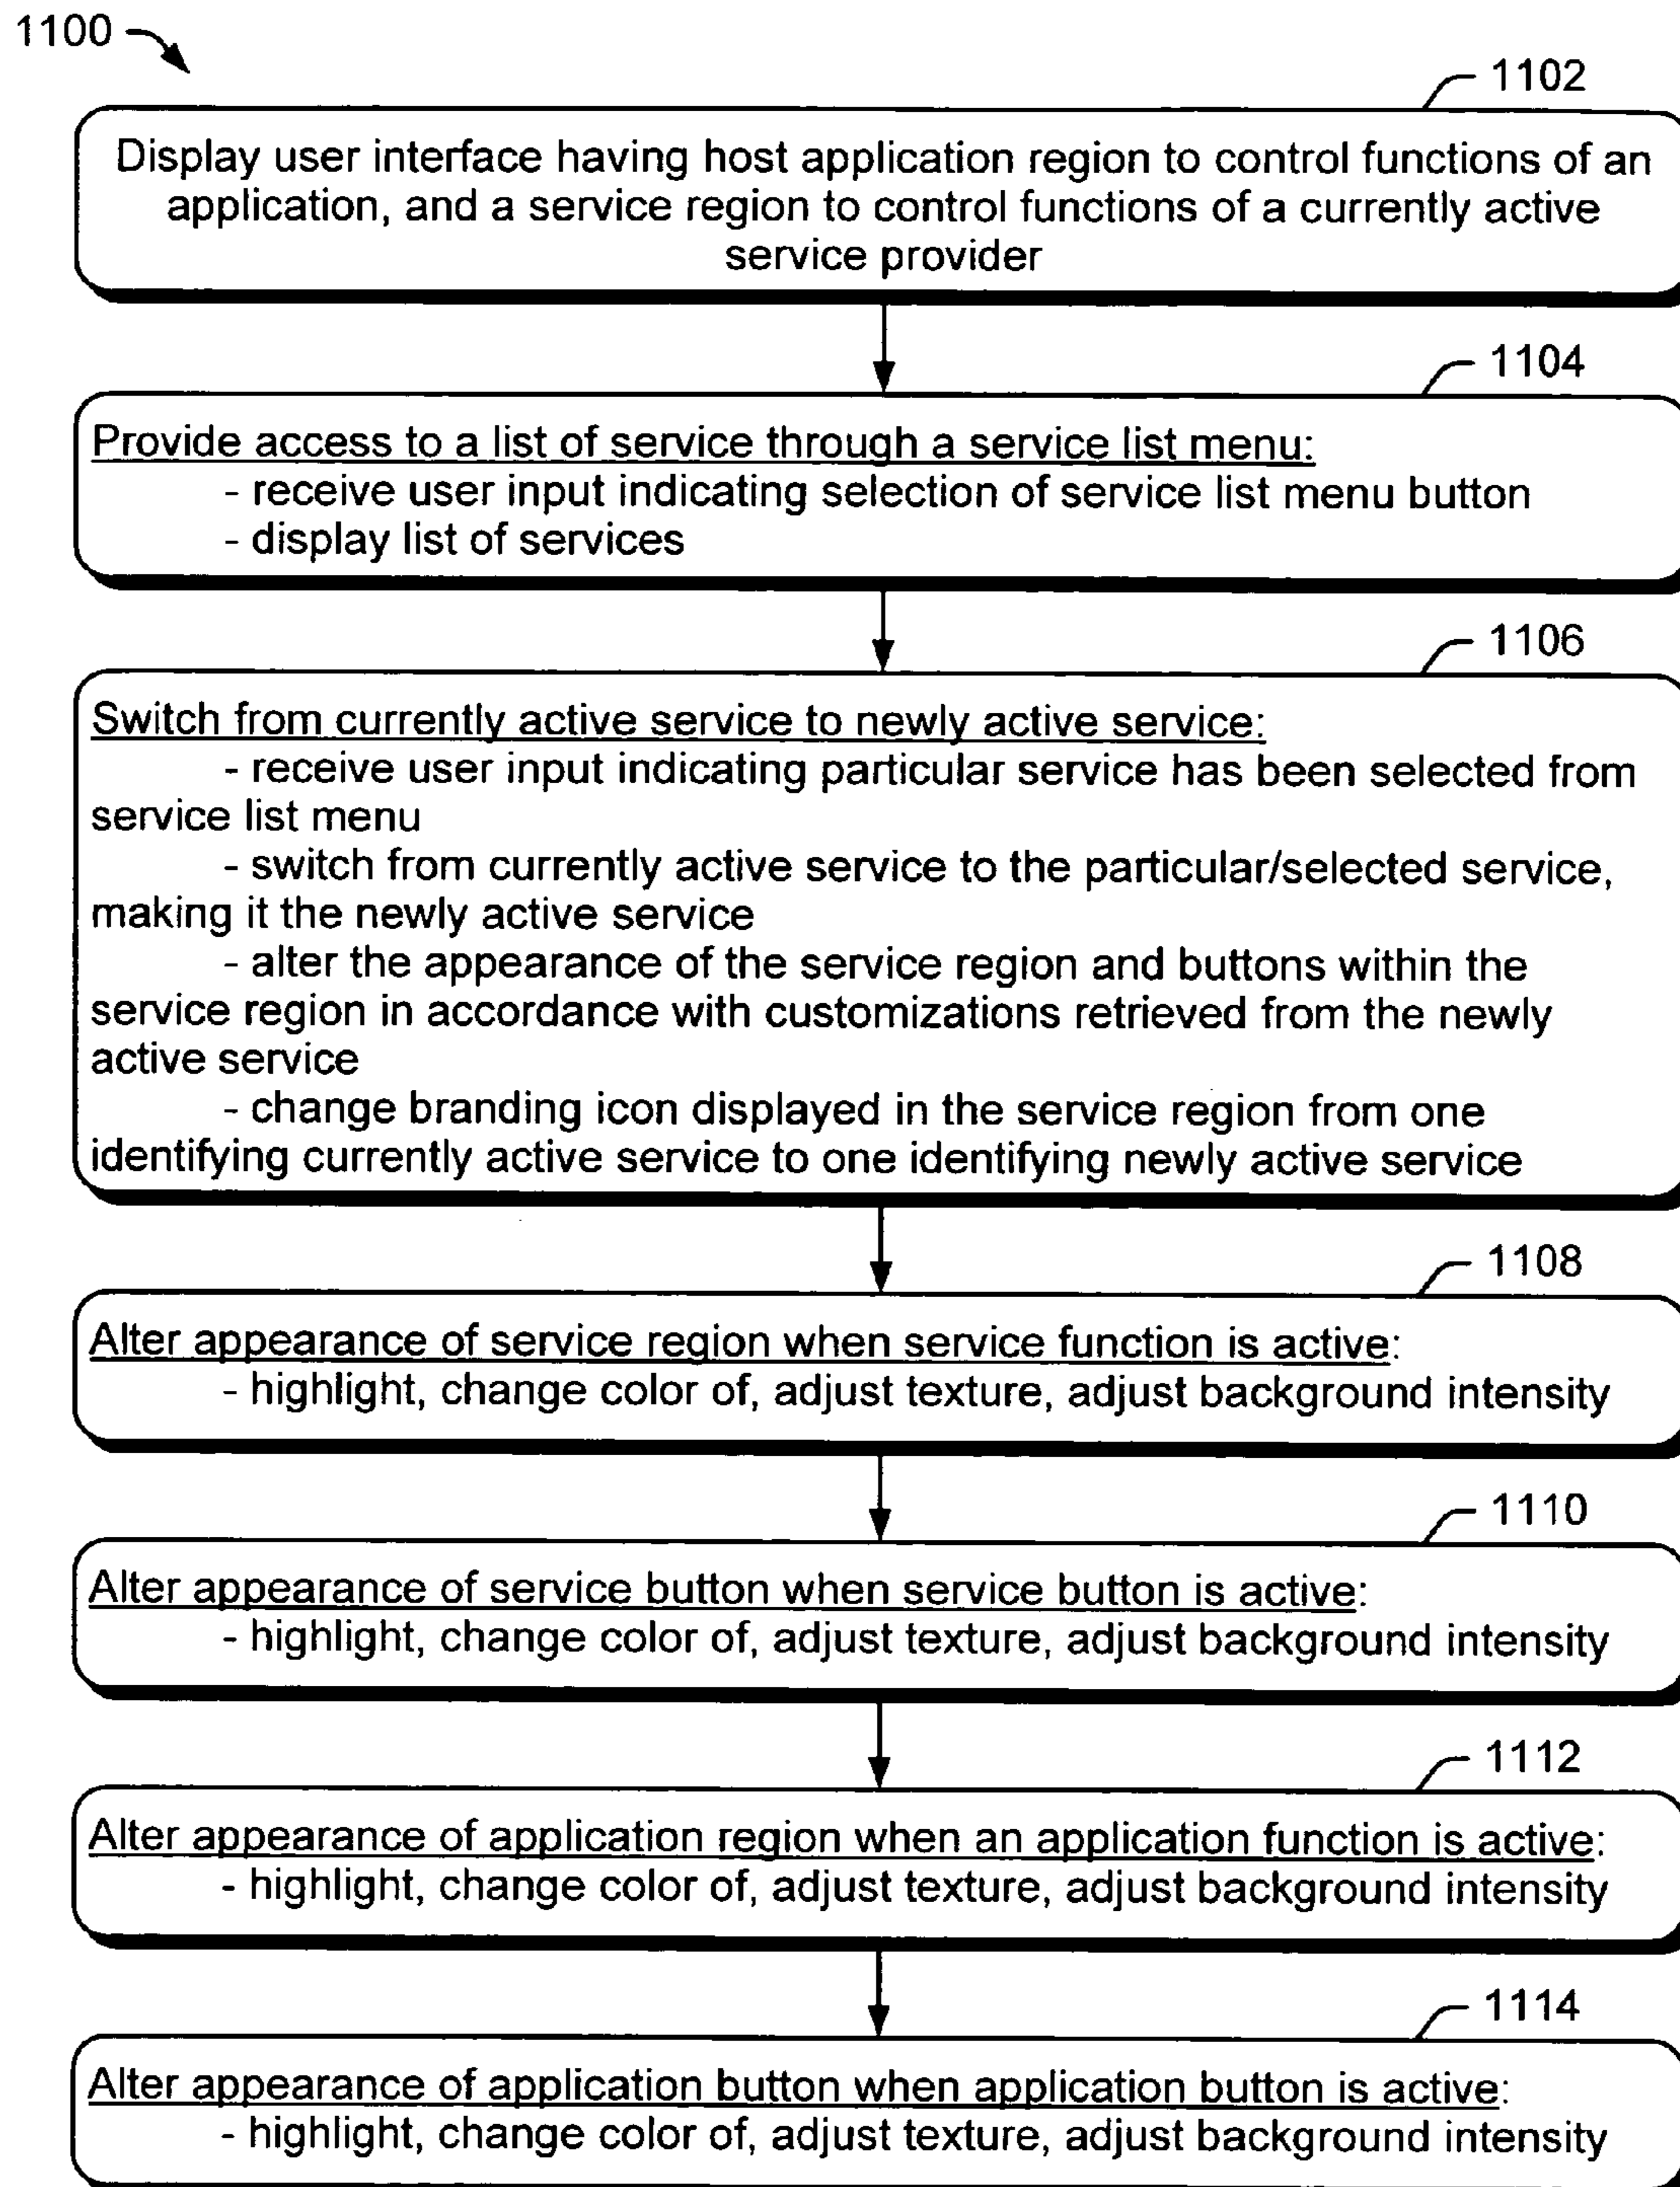 1100
1102
Display user interface having host application region to control functions of an
application, and a service region to control functions of a currently active
service provider
1104
Provide access to a list of service through a service list menu:
- receive user input indicating selection of service list menu button
- display list of services
1106
Switch from currently active service to newly active service:
- receive user input indicating particular service has been selected from
service list menu
- switch from currently active service to the particular/selected service,
making it the newly active service
- alter the appearance of the service region and buttons within the
service region in accordance with customizations retrieved from the newly
active service
- change branding icon displayed in the service region from one
identifying currently active service to one identifying newly active service
1108
Alter appearance of service region when service function is active:
- highlight, change color of, adjust texture, adjust background intensity
1110
Alter appearance of service button when service button is active:
- highlight, change color of, adjust texture, adjust background intensity
1112
Alter appearance of application region when an application function is active:
- highlight, change color of, adjust texture, adjust background intensity
1114
Alter appearance of application button when application button is active:
- highlight, change color of, adjust texture, adjust background intensity